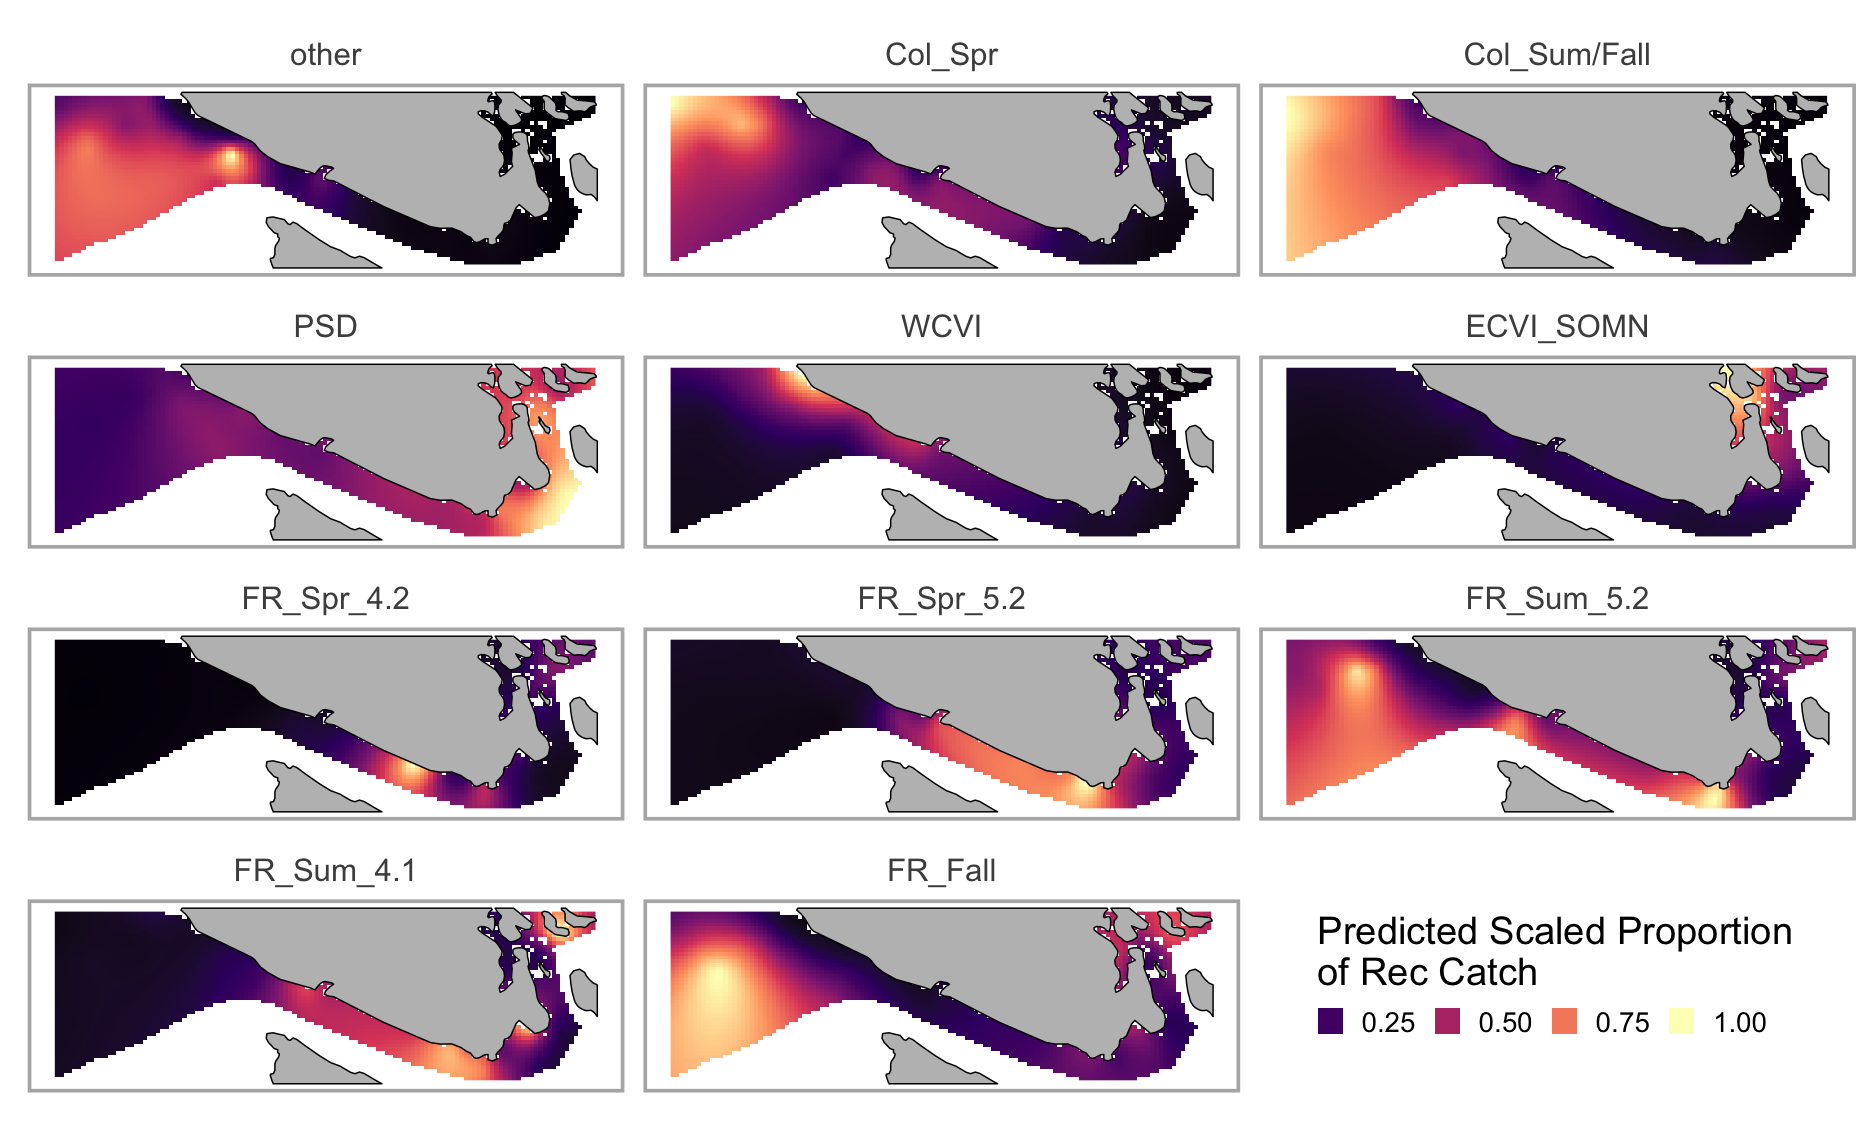 other
Col_Spr
Col_Sum/Fall
PSD
WCVI
ECVI_SOMN
FR_Spr_4.2
FR_Spr_5.2
FR_Sum_5.2
FR_Sum_4.1
FR_Fall
Predicted Scaled Proportion
of Rec Catch
0.25 0.50 0.75 1.00